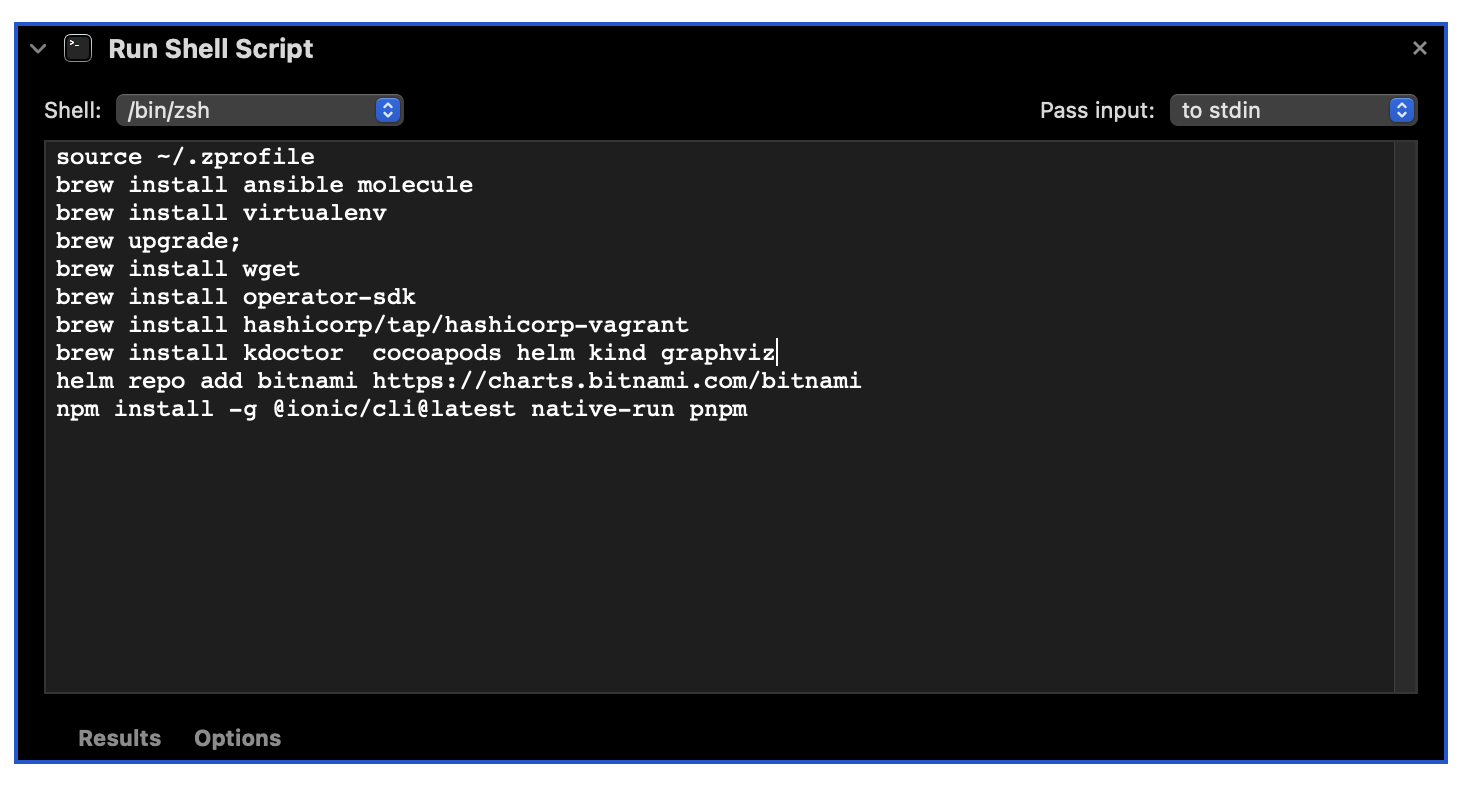 Run Shell Script
Shell: /bin/zsh Pass input: to stdin
source ~/.zprofile
brew install ansible molecule
brew install virtualenv
brew upgrade;
brew install wget
brew install operator-sdk
brew install hashicorp/tap/hashicorp-vagrant
brew install kdoctor  cocoapods helm kind graphviz
helm repo add bitnami https://charts.bitnami.com/bitnami
npm install -g @ionic/cli@latest native-run pnpm
Results Options